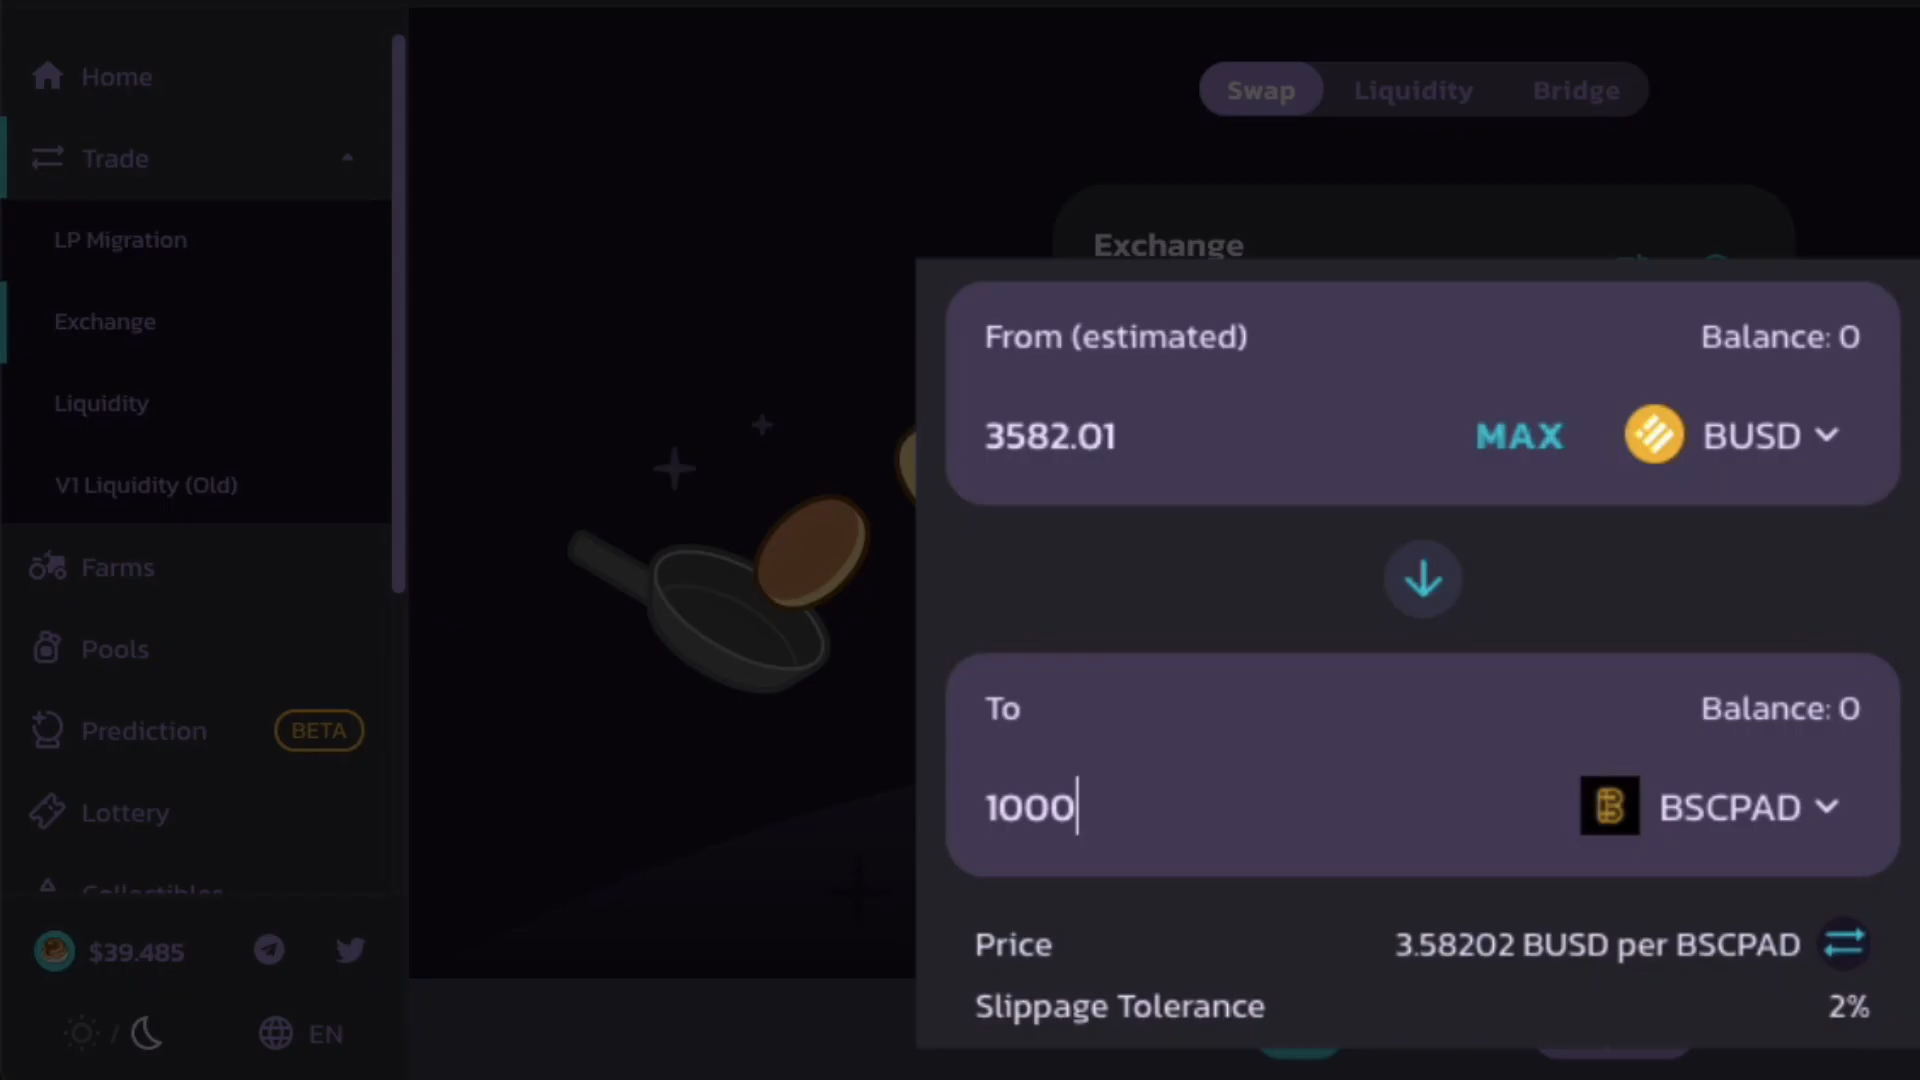 Home
Trade
LP Migration
Exchange
Liquidity
V1 Liquidity (Old)
Farms
Pools
Prediction
BETA
Lottery
Collectibles
$39.485
/
EN
Swap
Liquidity
Bridge
Exchange
From (estimated)
Balance: 0
3582.01
MAX
BUSD
To
Balance: 0
1000
BSCPAD
Price
3.58202 BUSD per BSCPAD
Slippage Tolerance
2%